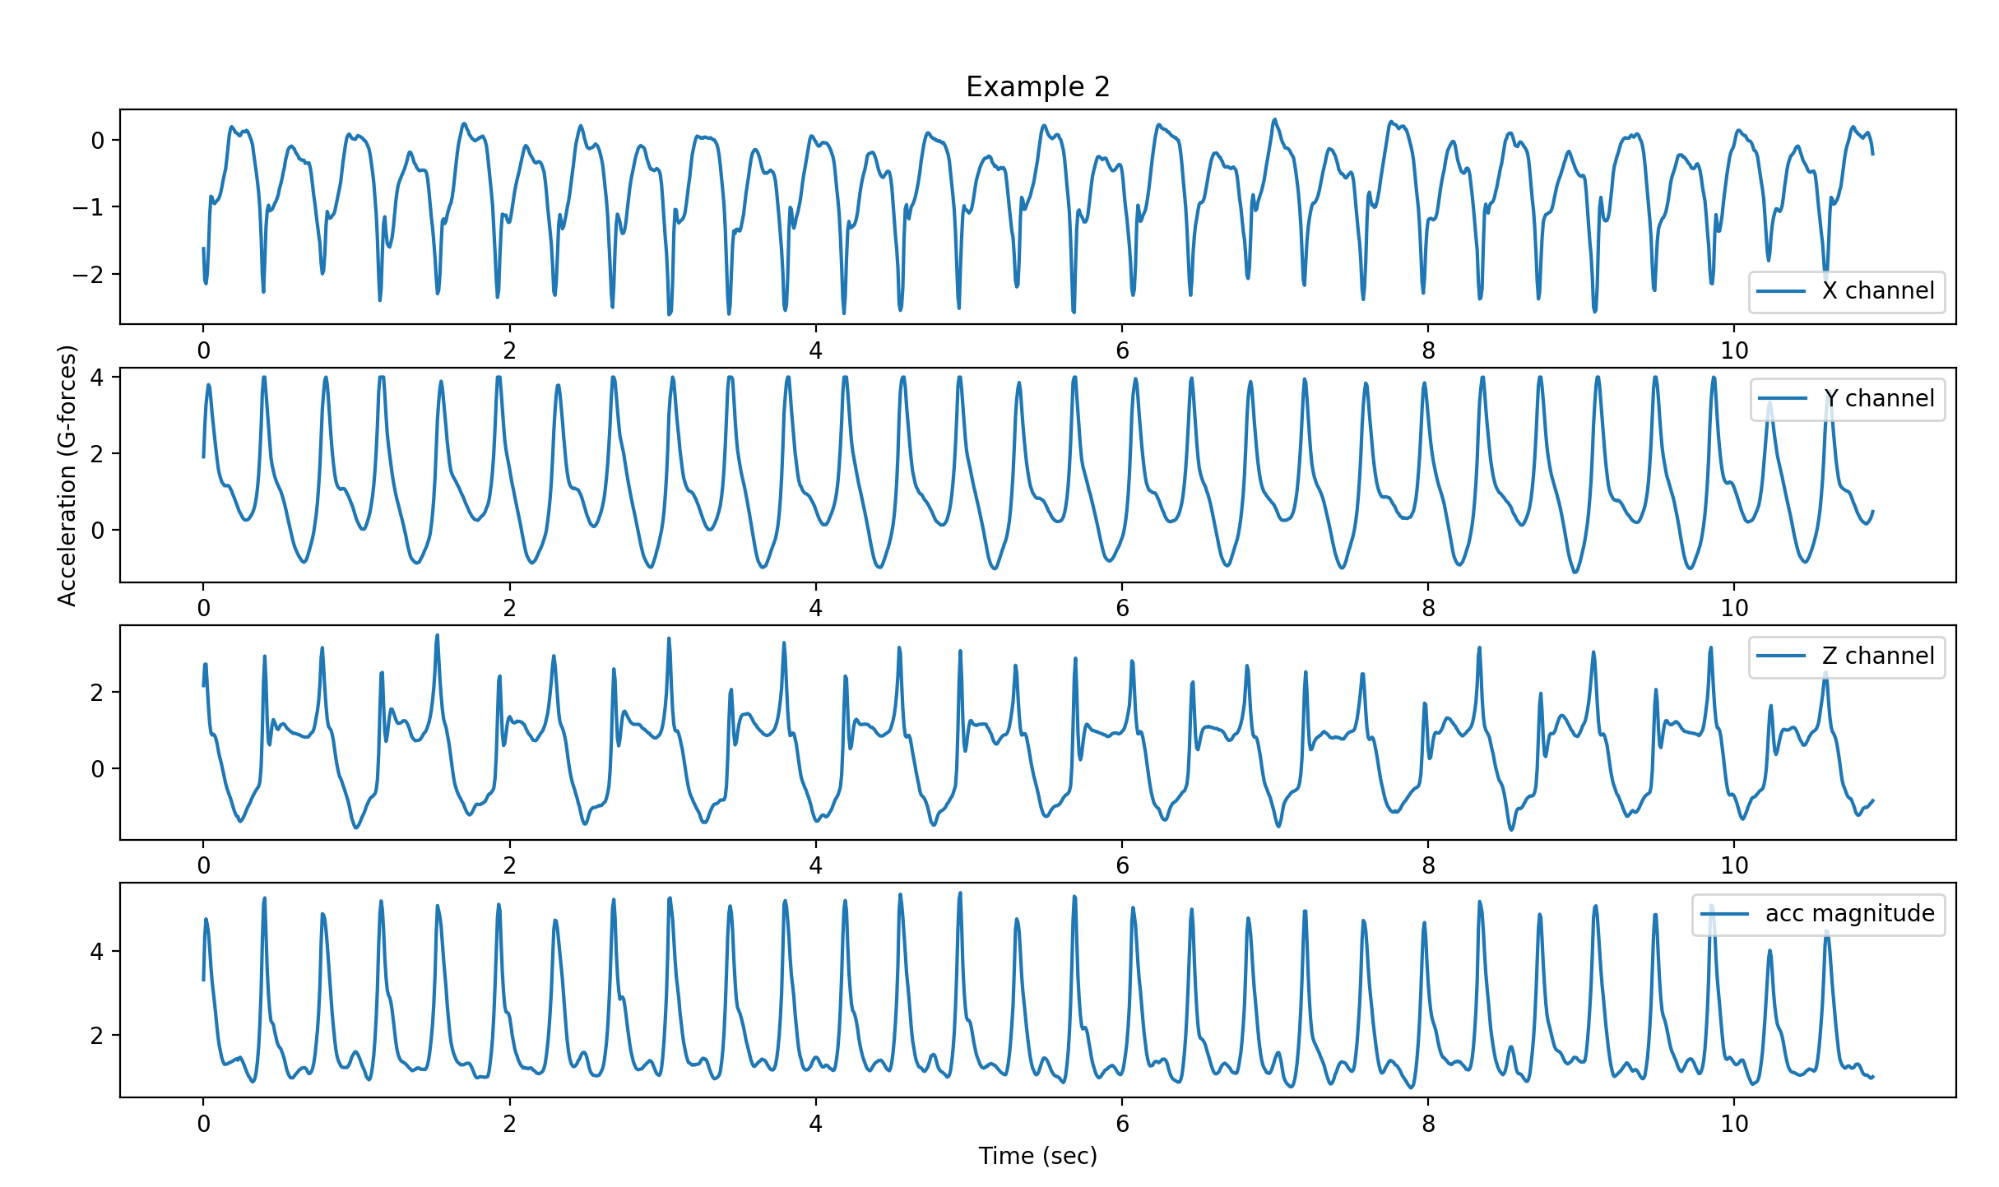 Example 2
0
−1
−2
X channel
0 2 4 6 8 10
Acceleration (G-forces)
4
2
0
Y channel
0 2 4 6 8 10
2
0
Z channel
0 2 4 6 8 10
4
2
acc magnitude
0 2 4 6 8 10
Time (sec)